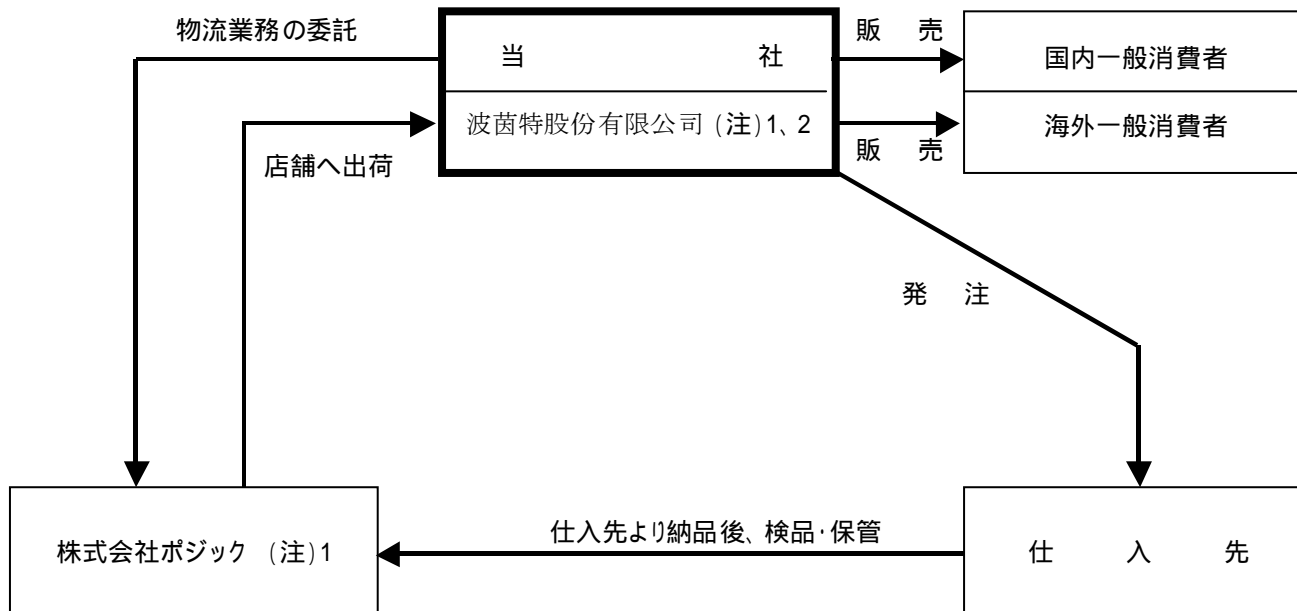 物流業務の委託
当 社
販 売
国内一般消費者
波茵特股份有限公司 (注)1、2
海外一般消費者
販 売
店舗へ出荷
発 注
仕入先より納品後、検品・保管
株式会社ポジック (注)1
仕 入 先